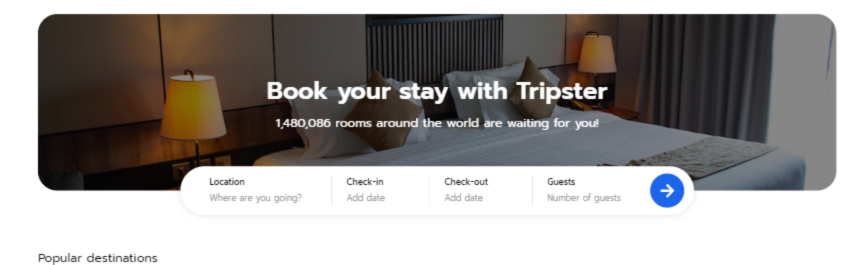 Book your stay with Tripster
1,480,086 rooms around the world are waiting for you!
Location Check-in Check-out Guests
Where are you going? Add date Add date Number of guests
Popular destinations